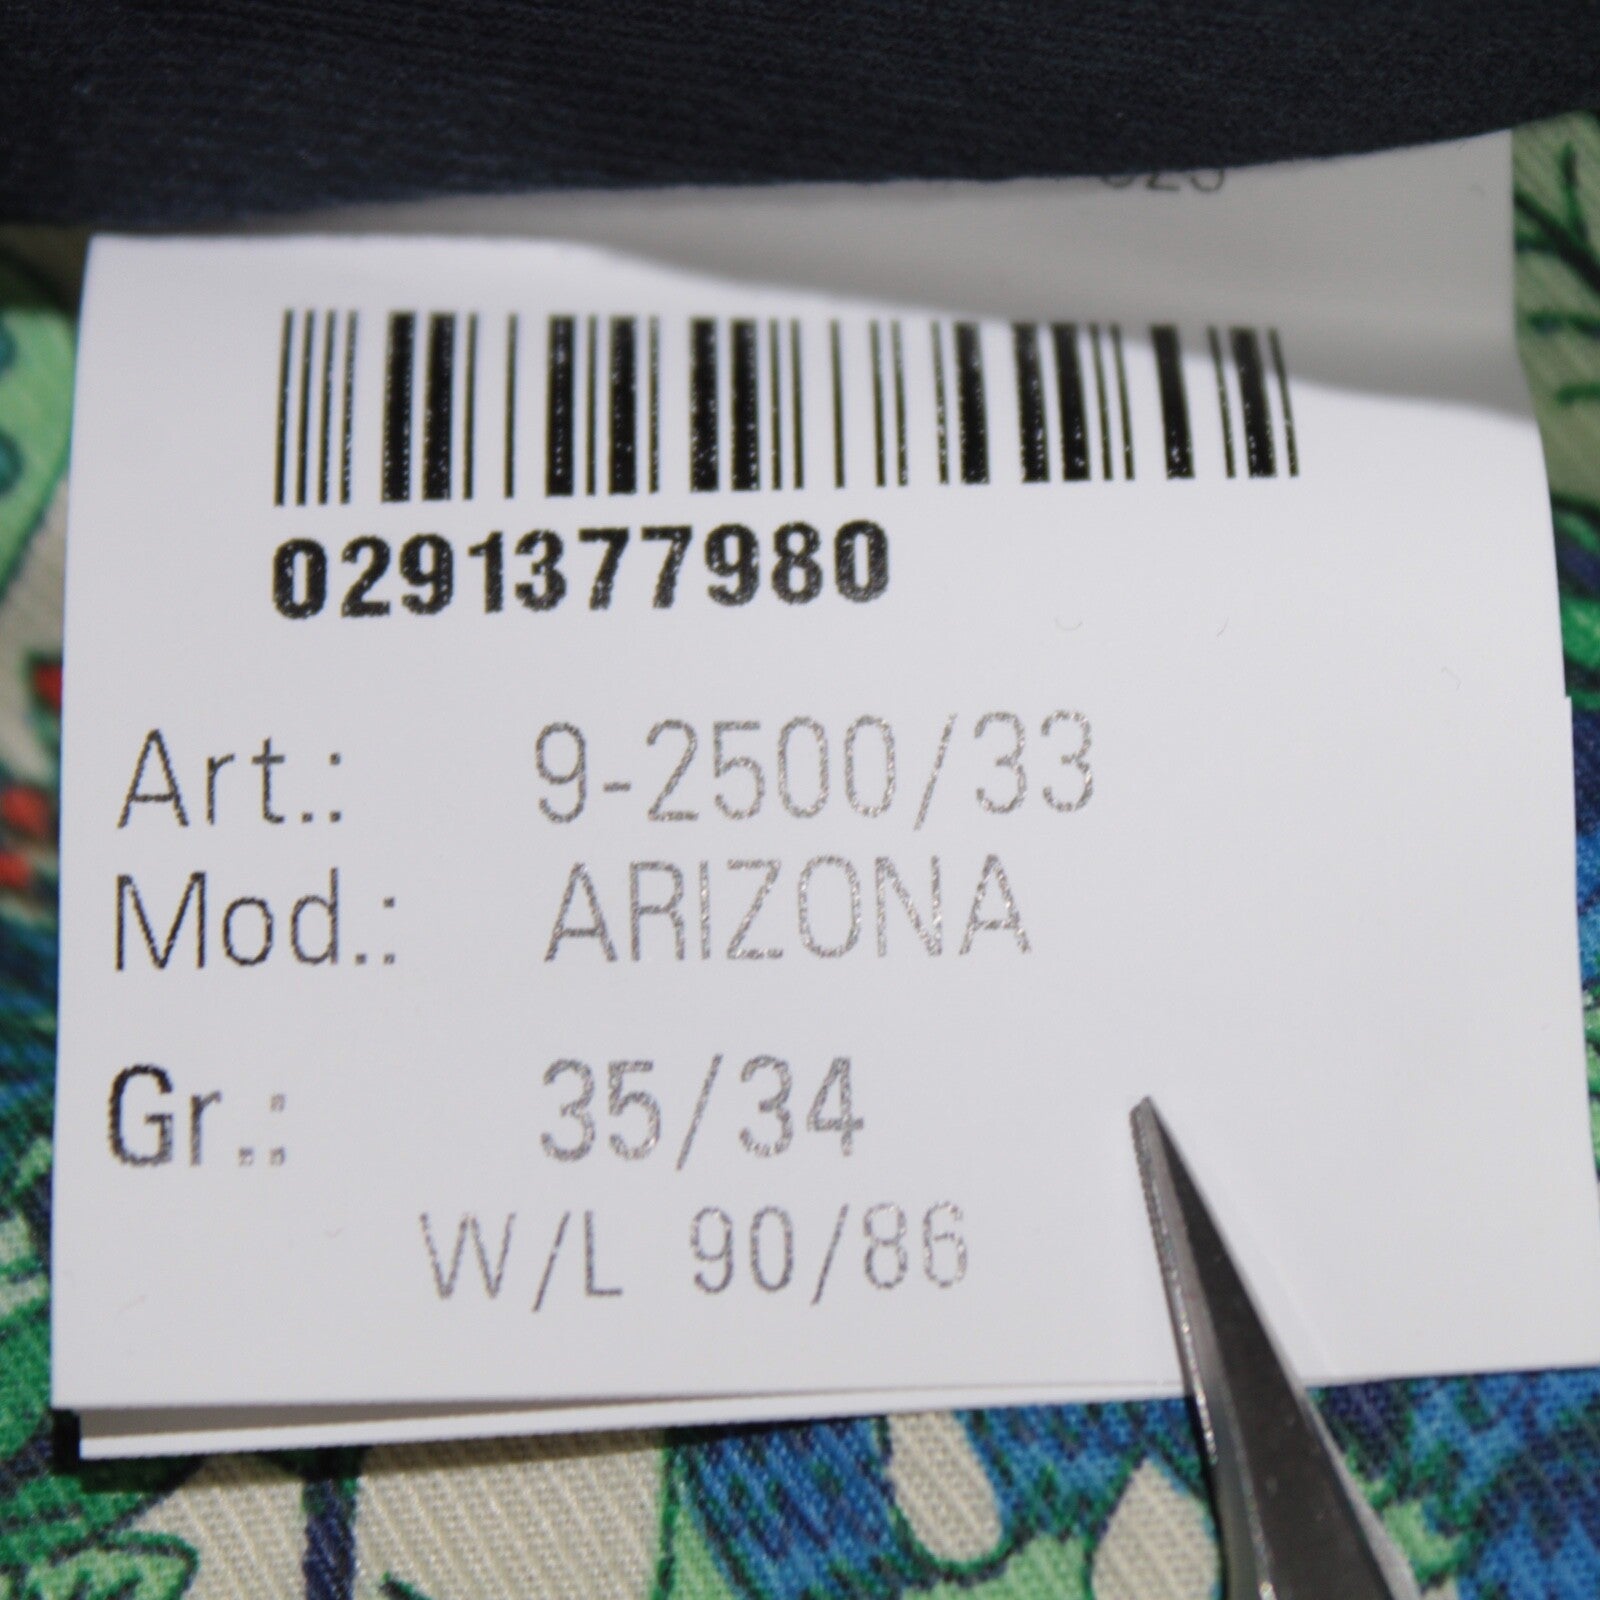 0291377980
Art.: 9-2500/33
Mod.: ARIZONA
Gr.: 35/34
W/L 90/86